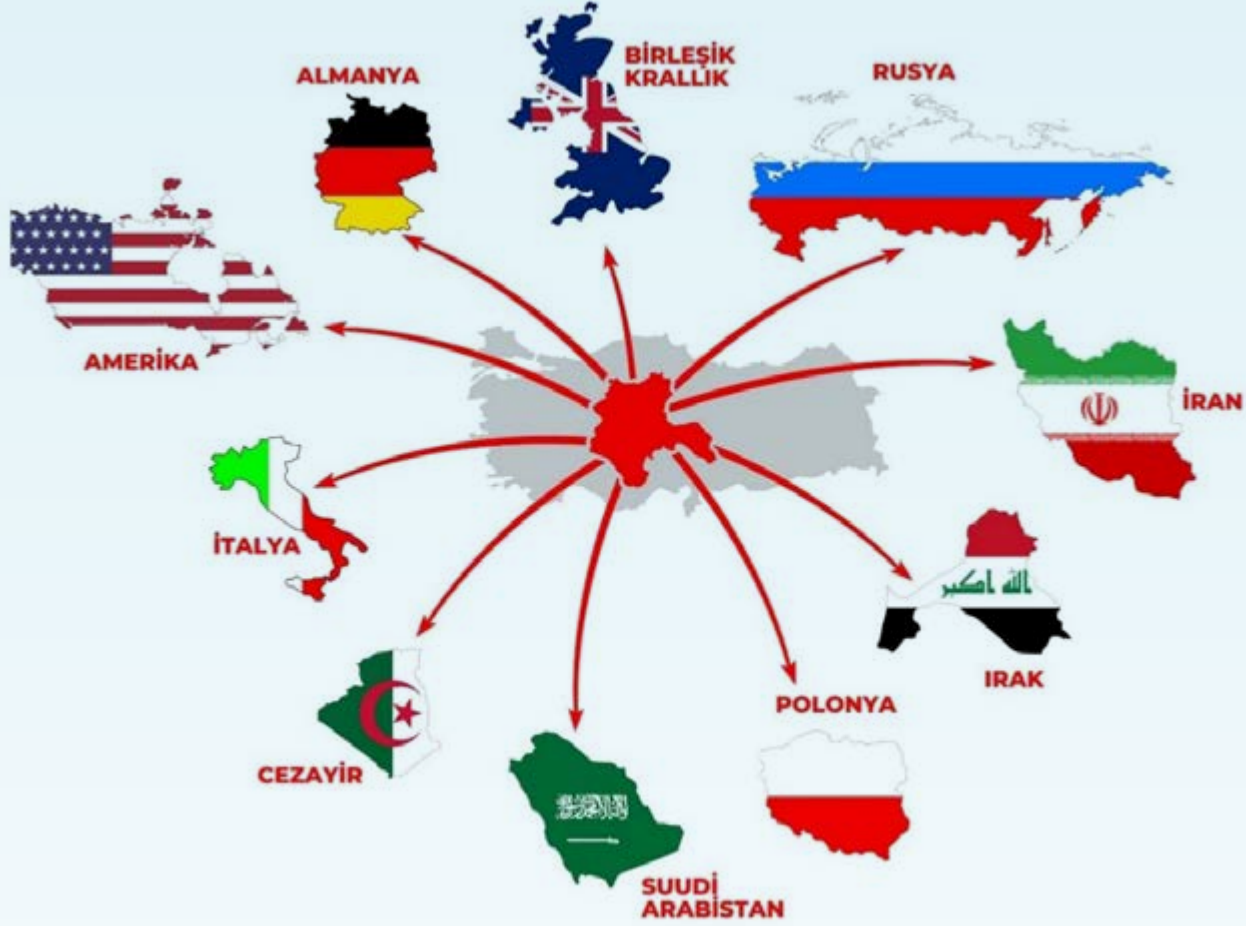 ALMANYA
BİRLEŞİK
KRALLIK
RUSYA
AMERİKA
İRAN
İTALYA
الله اكبر
IRAK
POLONYA
CEZAYİR
SUUDİ
ARABİSTAN